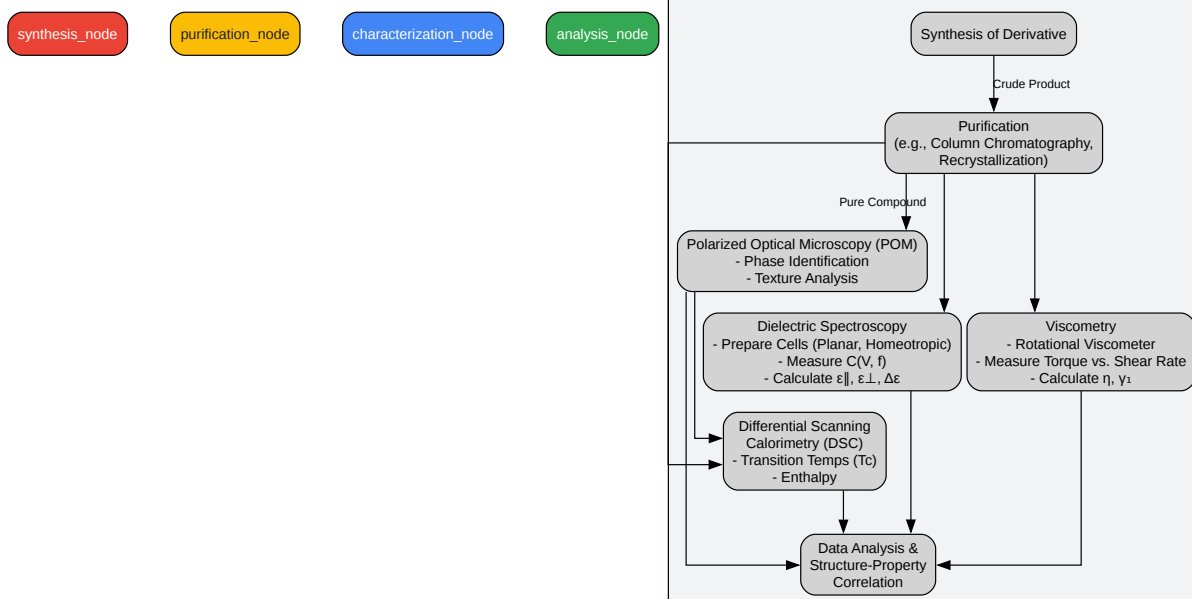 synthesis_node
purification_node
characterization_node
analysis_node
Synthesis of Derivative
Crude Product
Purification
(e.g., Column Chromatography,
Recrystallization)
Pure Compound
Polarized Optical Microscopy (POM)
- Phase Identification
- Texture Analysis
Dielectric Spectroscopy
- Prepare Cells (Planar, Homeotropic)
- Measure C(V, f)
- Calculate ε∥, ε⊥, Δε
Viscometry
- Rotational Viscometer
- Measure Torque vs. Shear Rate
- Calculate η, γ₁
Differential Scanning
Calorimetry (DSC)
- Transition Temps (Tc)
- Enthalpy
Data Analysis &
Structure-Property
Correlation